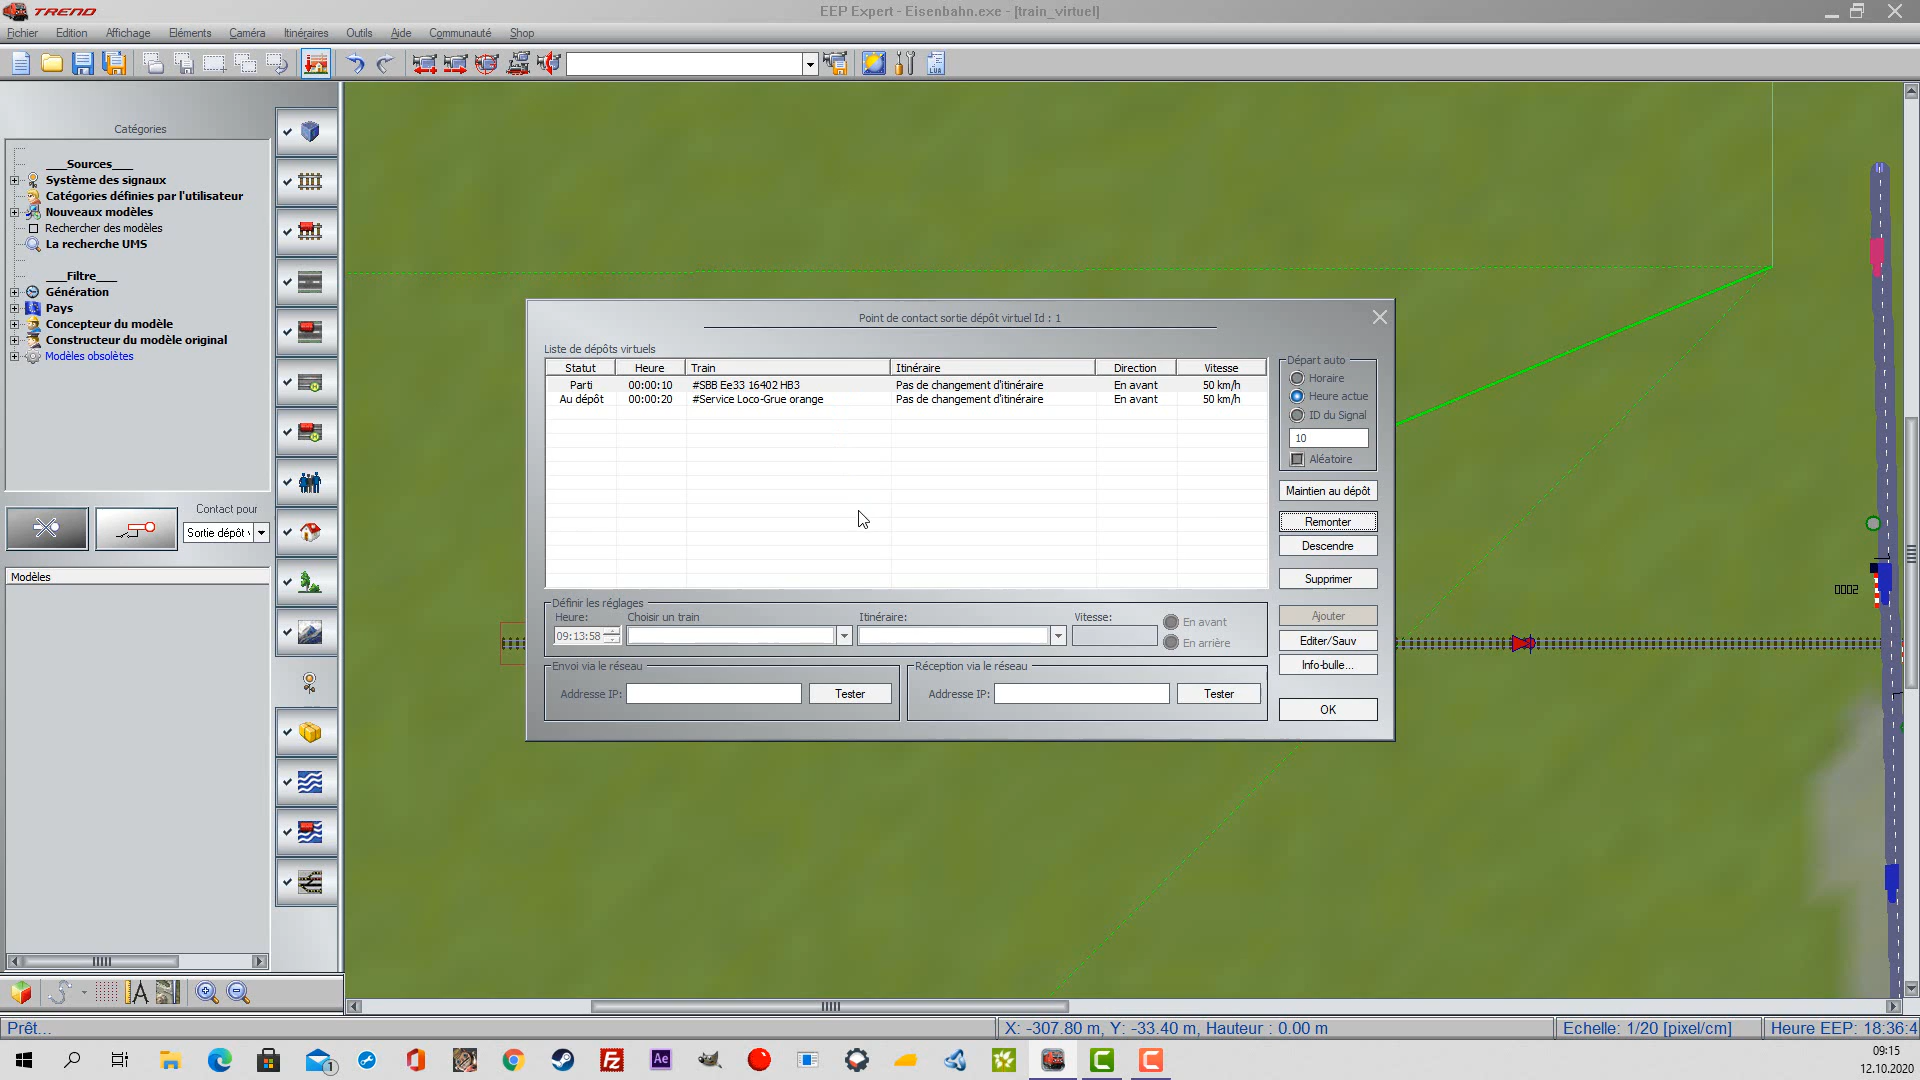 TREND
EEP Expert - Eisenbahn.exe - [train_virtuel]
Fichier Edition Affichage Eléments Caméra Itinéraires Outils Aide Communauté Shop
LUA
Catégories
___Sources___
Système des signaux
Catégories définies par l'utilisateur
Nouveaux modèles
Rechercher des modèles
La recherche UMS
___Filtre___
Génération
Pays
Concepteur du modèle
Constructeur du modèle original
Modèles obsolètes
Contact pour
Sortie dépôt
Modèles
Point de contact sortie dépôt virtuel Id : 1
Liste de dépôts virtuels
Statut Heure Train Itinéraire Direction Vitesse
Parti 00:00:10 #SBB Ee33 16402 HB3 Pas de changement d'itinéraire En avant 50 km/h
Au dépôt 00:00:20 #Service Loco-Grue orange Pas de changement d'itinéraire En avant 50 km/h
Départ auto
Horaire
Heure actue
ID du Signal
10
Aléatoire
Maintien au dépôt
Remonter
Descendre
Supprimer
Ajouter
Editer/Sauv
Info-bulle...
OK
Définir les réglages
Heure: Choisir un train Itinéraire: Vitesse:
09:13:58
En avant
En arrière
Envoi via le réseau
Addresse IP: Tester
Réception via le réseau
Addresse IP: Tester
0002
Prêt...
X: -307.80 m, Y: -33.40 m, Hauteur : 0.00 m
Echelle: 1/20 [pixel/cm]
Heure EEP: 18:36:4
1
Ae
09:15
12.10.2020